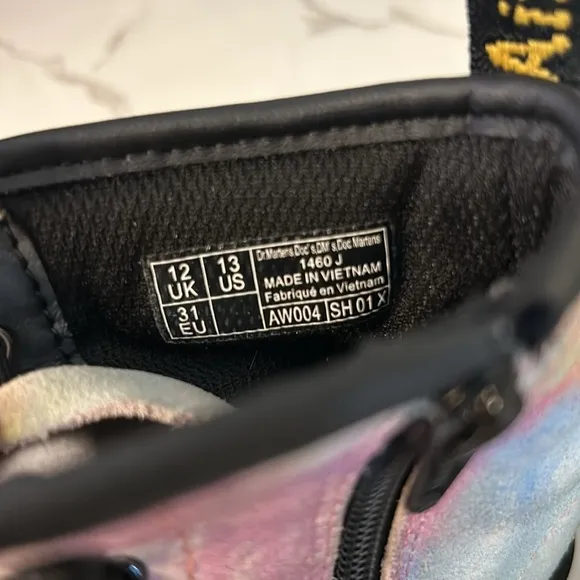 Ai
12 UK
13 US
31 EU
Dr.Martens,Doc's,DM's,Doc Martens
1460 J
MADE IN VIETNAM
Fabriqué en Vietnam
AW004
SH 01 X